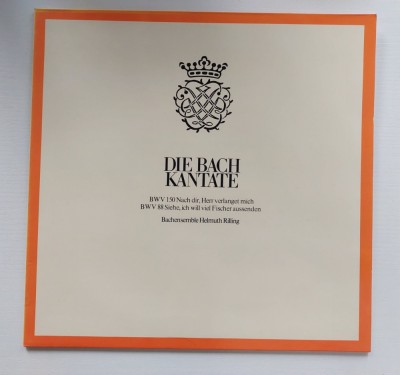 DIE BACH
KANTATE
BWV 150 Nach dir, Herr verlanget mich
BWV 88 Siehe, ich will viel Fischer aussenden
Bachensemble Helmuth Rilling